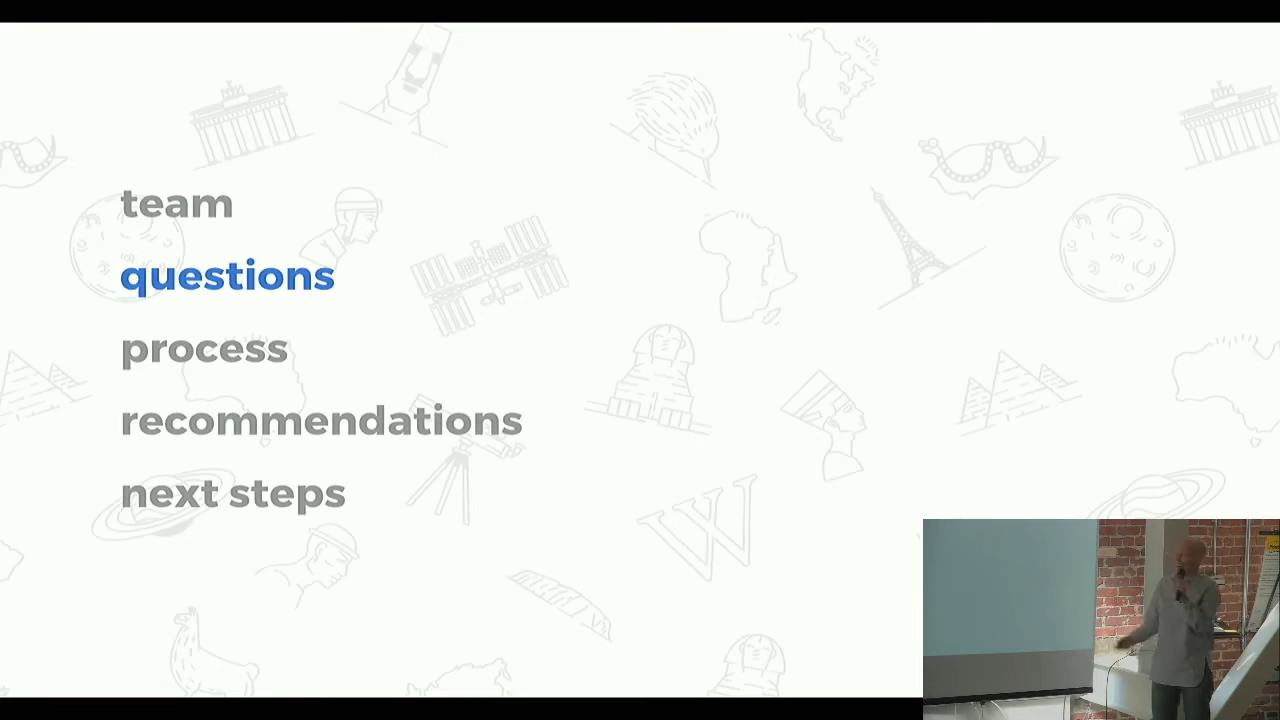 team
questions
process
recommendations
next steps
W